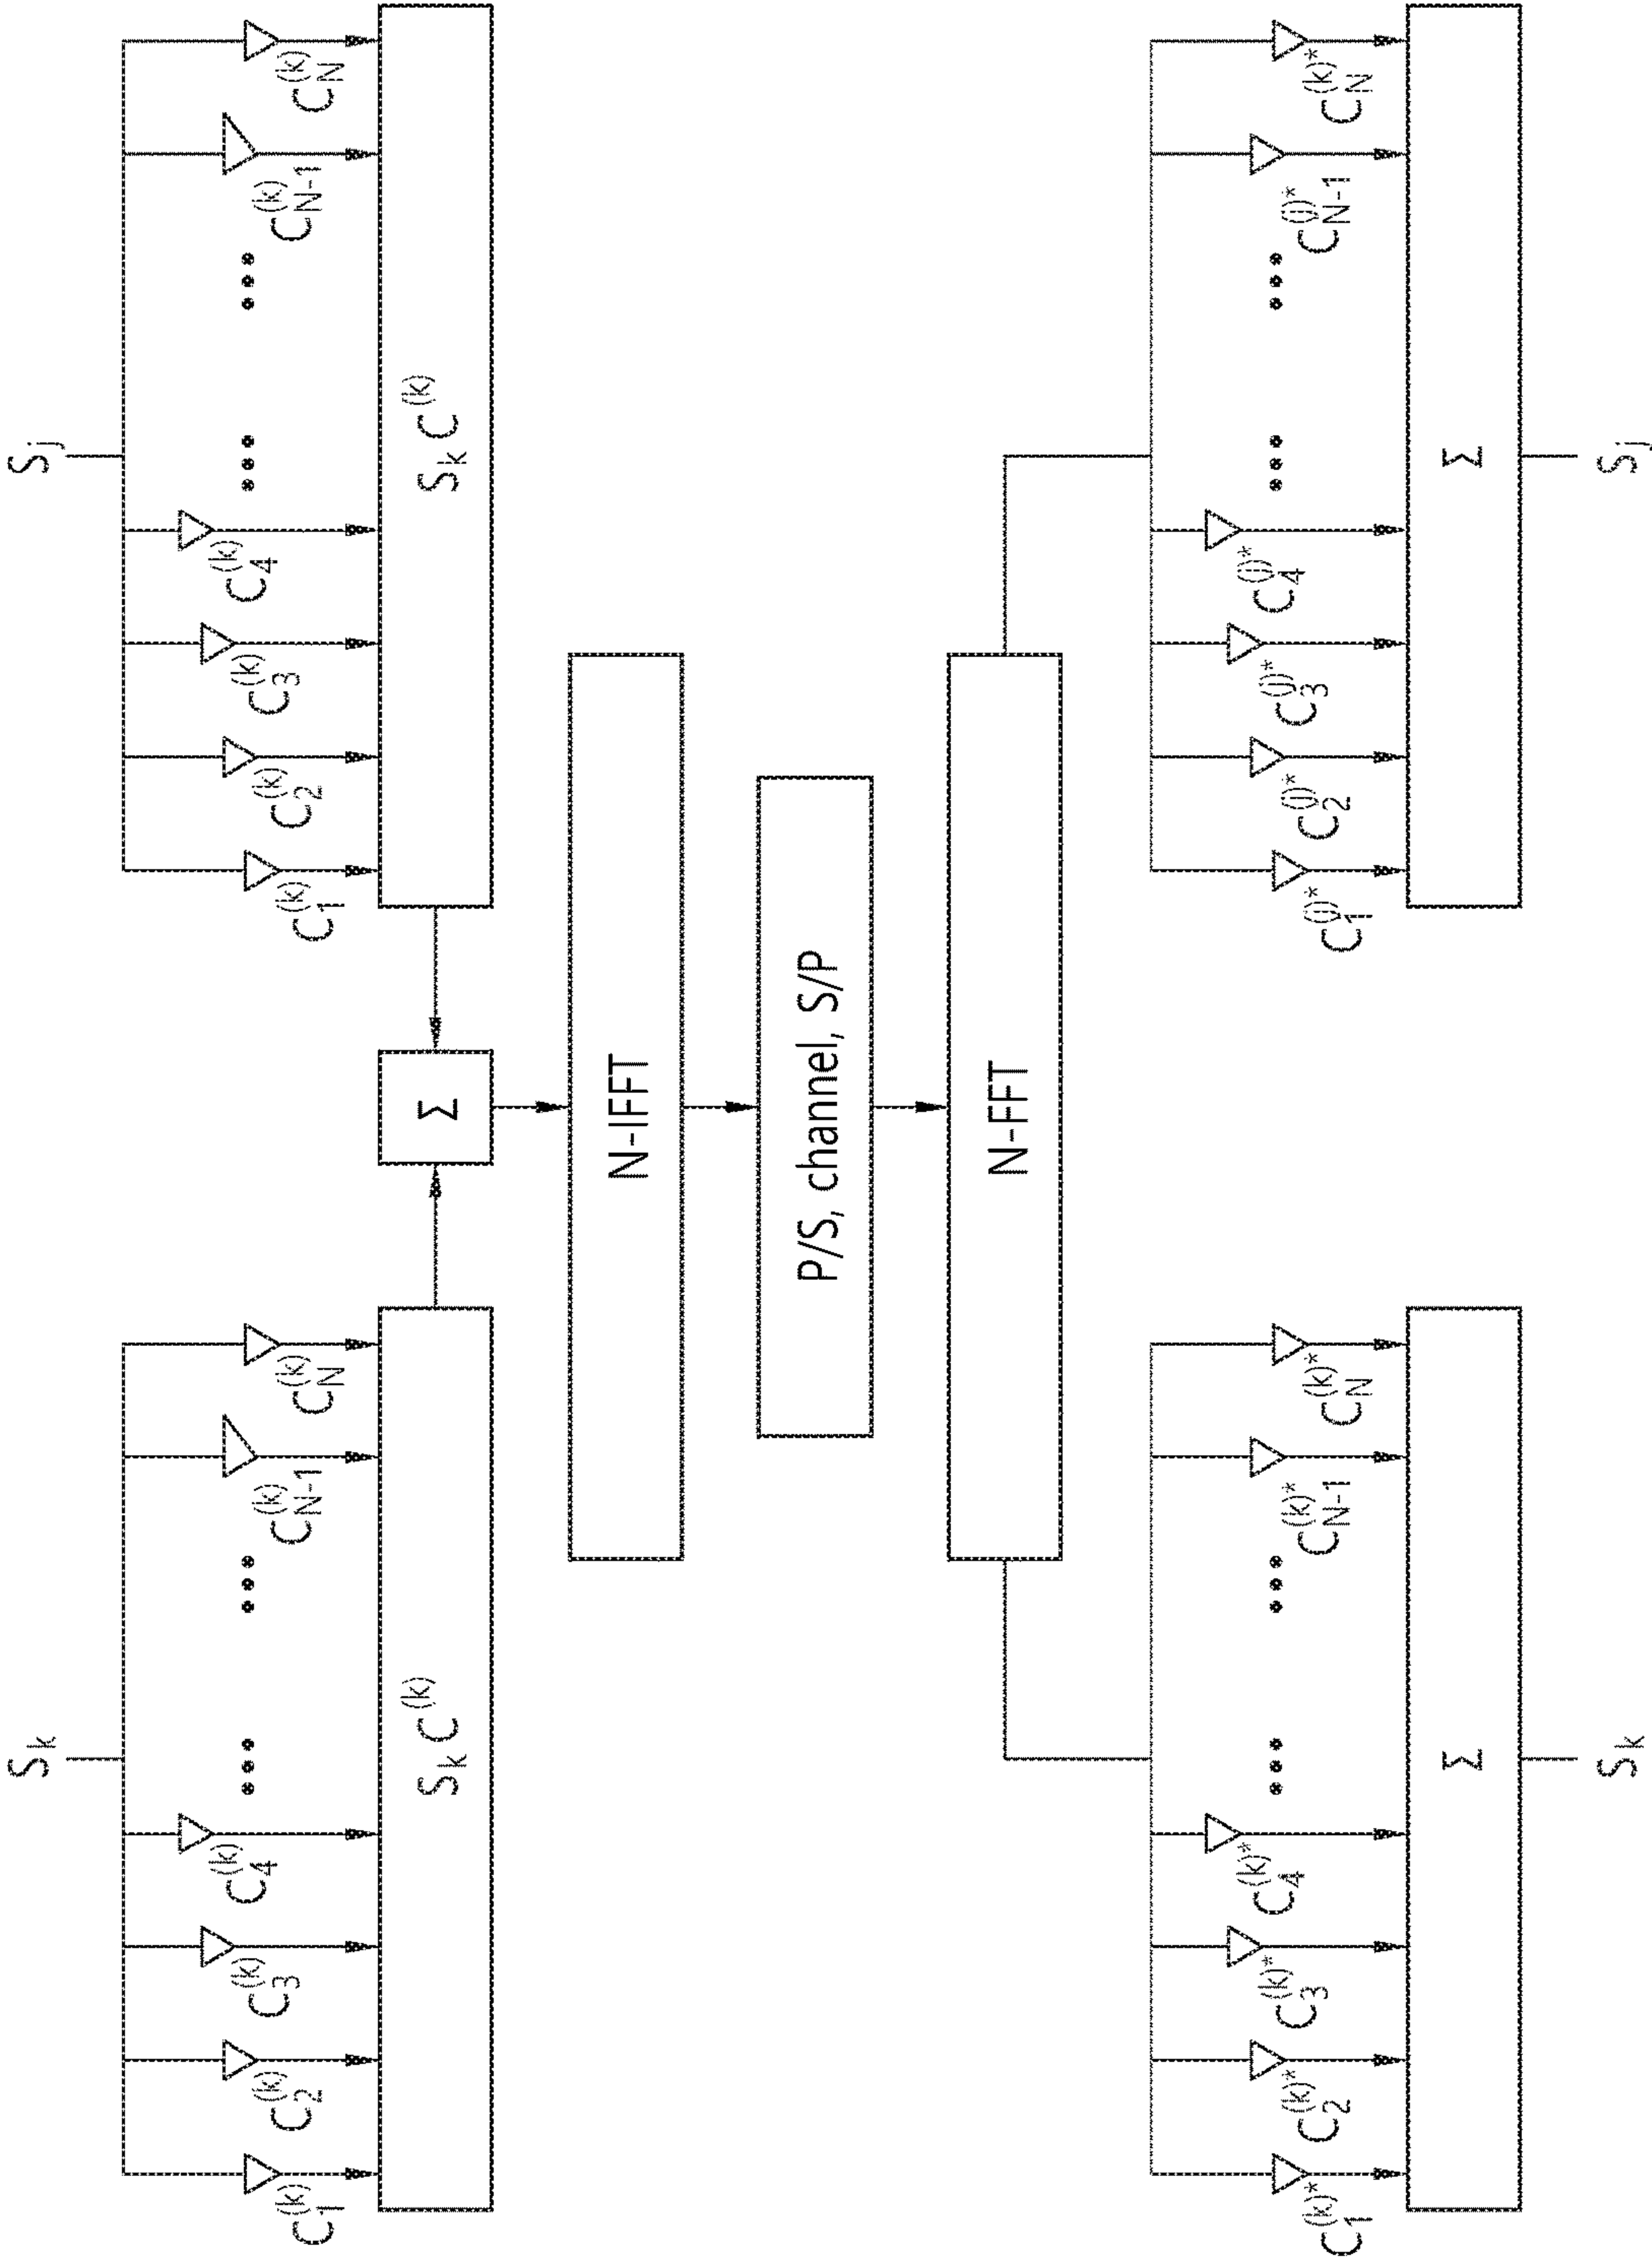 S_k
C_1^(k) C_2^(k) C_3^(k) C_4^(k) ••• ••• C_N-1^(k) C_N^(k)
S_k C^(k)
S_j
C_1^(k) C_2^(k) C_3^(k) C_4^(k) ••• ••• C_N-1^(k) C_N^(k)
S_k C^(k)
Σ
N-IFFT
P/S, channel, S/P
N-FFT
C_1^(k)* C_2^(k)* C_3^(k)* C_4^(k)* ••• ••• C_N-1^(k)* C_N^(k)*
Σ
S_k
C_1^(j)* C_2^(j)* C_3^(j)* C_4^(j)* ••• ••• C_N-1^(j)* C_N^(k)*
Σ
S_j